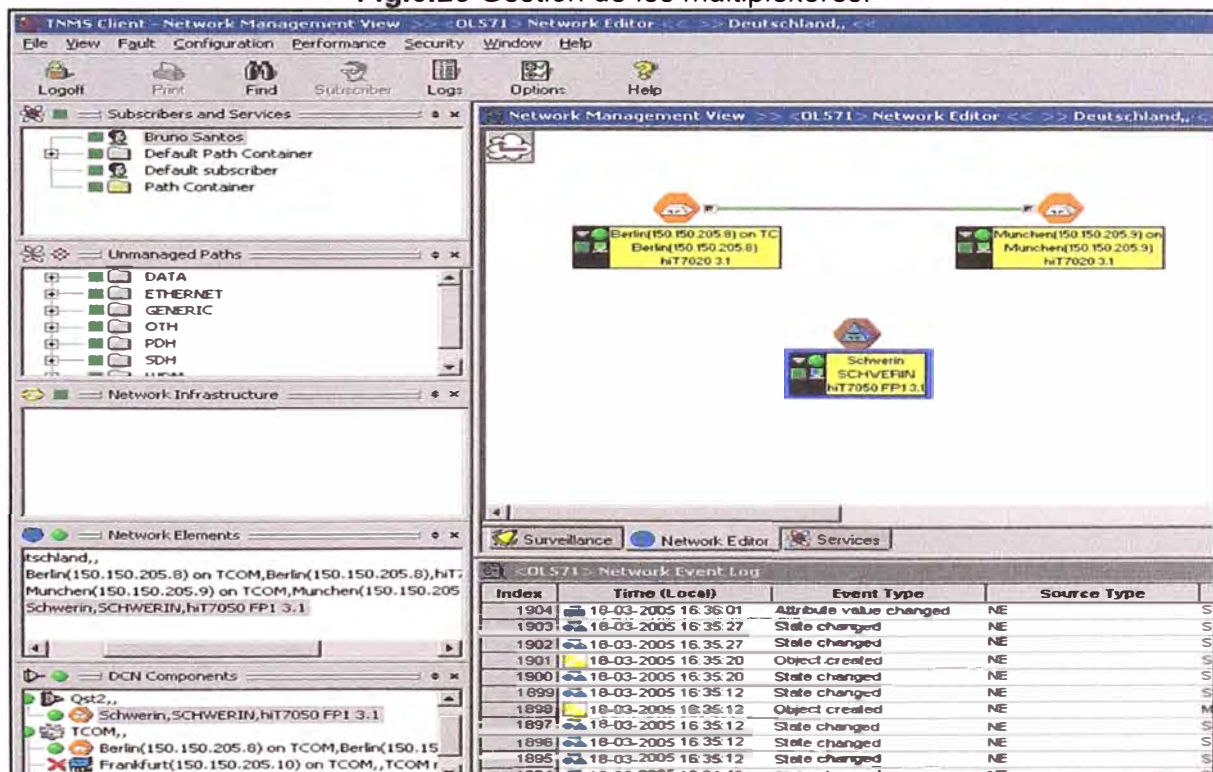 Gestión de los multiplexores.
TNMS Client - Network Management View >> <OLS71> Network Editor << >> Deutschland,, <<
File View Fault Configuration Performance Security Window Help
Logoff Print Find Subscriber Logs Options Help
Subscribers and Services
Bruno Santos
Default Path Container
Default subscriber
Path Container
Unmanaged Paths
DATA
ETHERNET
GENERIC
OTH
PDH
SDH
Network Infrastructure
Network Elements
tschland,,
Berlin(150.150.205.8) on TCOM,Berlin(150.150.205.8),hiT7
Munchen(150.150.205.9) on TCOM,Munchen(150.150.205
Schwerin,SCHWERIN,hiT7050 FP1 3.1
DCN Components
Qst2,,
Schwerin,SCHWERIN,hiT7050 FP1 3.1
TCOM,,
Berlin(150.150.205.8) on TCOM,Berlin(150.15
Frankfurt(150.150.205.10) on TCOM,,TCOM
Network Management View >> <OLS71> Network Editor << >> Deutschland,, <
Berlin(150.150.205.8) on TC
Berlin(150.150.205.8)
hiT7020 3.1
Munchen(150.150.205.9) on
Munchen(150.150.205.9)
hiT7020 3.1
Schwerin
SCHWERIN
hiT7050 FP1 3.1
Surveillance Network Editor Services
<OLS71> Network Event Log
Index Time (Local) Event Type Source Type
1904 18-03-2005 16:36:01 Attribute value changed NE S
1903 18-03-2005 16:35:27 State changed NE S
1902 18-03-2005 16:35:27 State changed NE S
1901 18-03-2005 16:35:20 Object created NE S
1900 18-03-2005 16:35:20 State changed NE S
1899 18-03-2005 16:35:12 State changed NE S
1898 18-03-2005 16:35:12 Object created NE M
1897 18-03-2005 16:35:12 State changed NE S
1896 18-03-2005 16:35:12 State changed NE S
1895 18-03-2005 16:35:12 State changed NE S